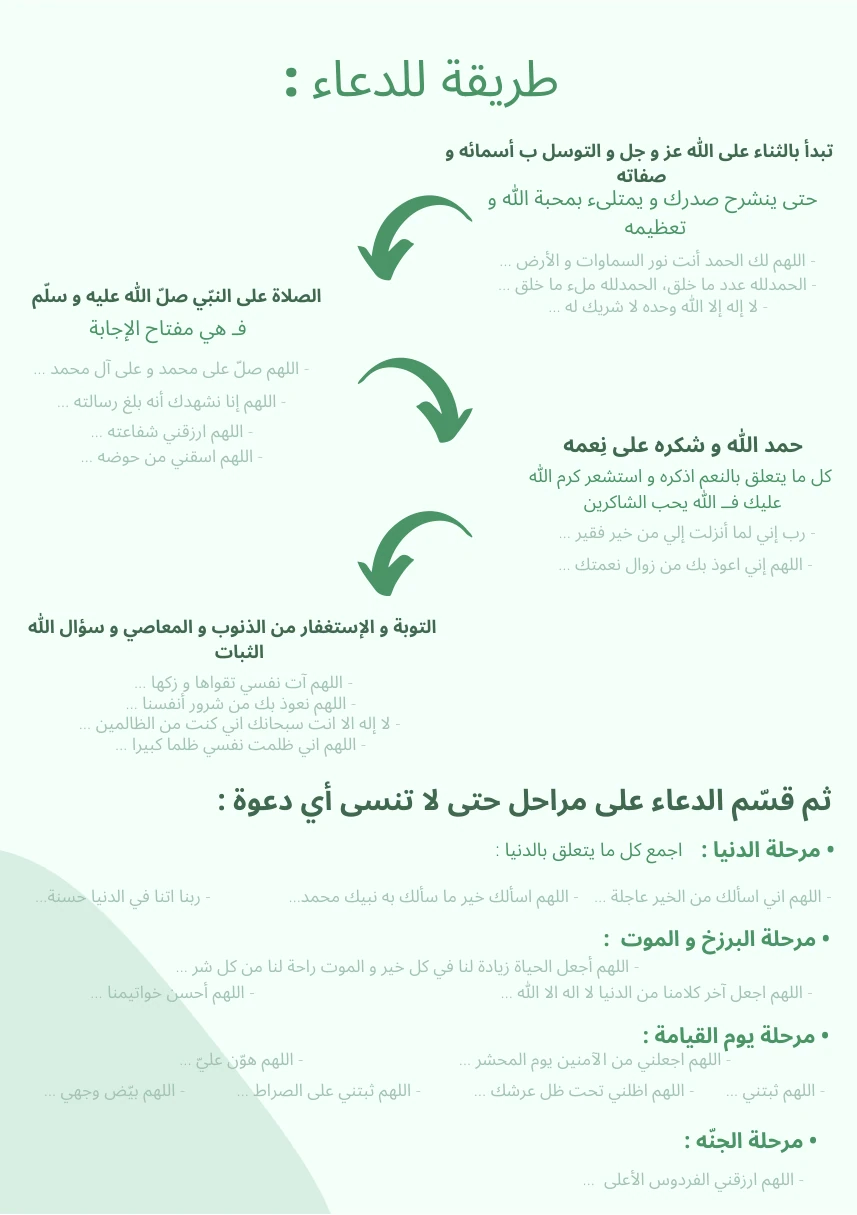 طريقة للدعاء :
تبدأ بالثناء على الله عز و جل و التوسل ب أسمائه و
صفاته
حتى ينشرح صدرك و يمتلىء بمحبة الله و
تعظيمه
- اللهم لك الحمد أنت نور السماوات و الأرض ...
- الحمدلله عدد ما خلق، الحمدلله ملء ما خلق ...
- لا إله إلا الله وحده لا شريك له ...
الصلاة على النبّي صلّ الله عليه و سلّم
فـ هي مفتاح الإجابة
- اللهم صلّ على محمد و على آل محمد ...
- اللهم إنا نشهدك أنه بلغ رسالته ...
- اللهم ارزقني شفاعته ...
- اللهم اسقني من حوضه ...
حمد الله و شكره على نِعمه
كل ما يتعلق بالنعم اذكره و استشعر كرم الله
عليك فــ الله يحب الشاكرين
- رب إني لما أنزلت إلي من خير فقير ...
- اللهم إني اعوذ بك من زوال نعمتك ...
التوبة و الإستغفار من الذنوب و المعاصي و سؤال الله
الثبات
- اللهم آت نفسي تقواها و زكها ...
- اللهم نعوذ بك من شرور أنفسنا ...
- لا إله الا انت سبحانك اني كنت من الظالمين ...
- اللهم اني ظلمت نفسي ظلما كبيرا ...
ثم قسّم الدعاء على مراحل حتى لا تنسى أي دعوة :
• مرحلة الدنيا : اجمع كل ما يتعلق بالدنيا :
- اللهم اني اسألك من الخير عاجلة ... - اللهم اسألك خير ما سألك به نبيك محمد... - ربنا اتنا في الدنيا حسنة...
• مرحلة البرزخ و الموت :
- اللهم أجعل الحياة زيادة لنا في كل خير و الموت راحة لنا من كل شر ...
- اللهم اجعل آخر كلامنا من الدنيا لا اله الا الله ... - اللهم أحسن خواتيمنا ...
• مرحلة يوم القيامة :
- اللهم اجعلني من الآمنين يوم المحشر ... - اللهم هوّن عليّ ...
- اللهم ثبتني ... - اللهم اظلني تحت ظل عرشك ... - اللهم ثبتني على الصراط ... - اللهم بيّض وجهي ...
• مرحلة الجنّه :
- اللهم ارزقني الفردوس الأعلى ...